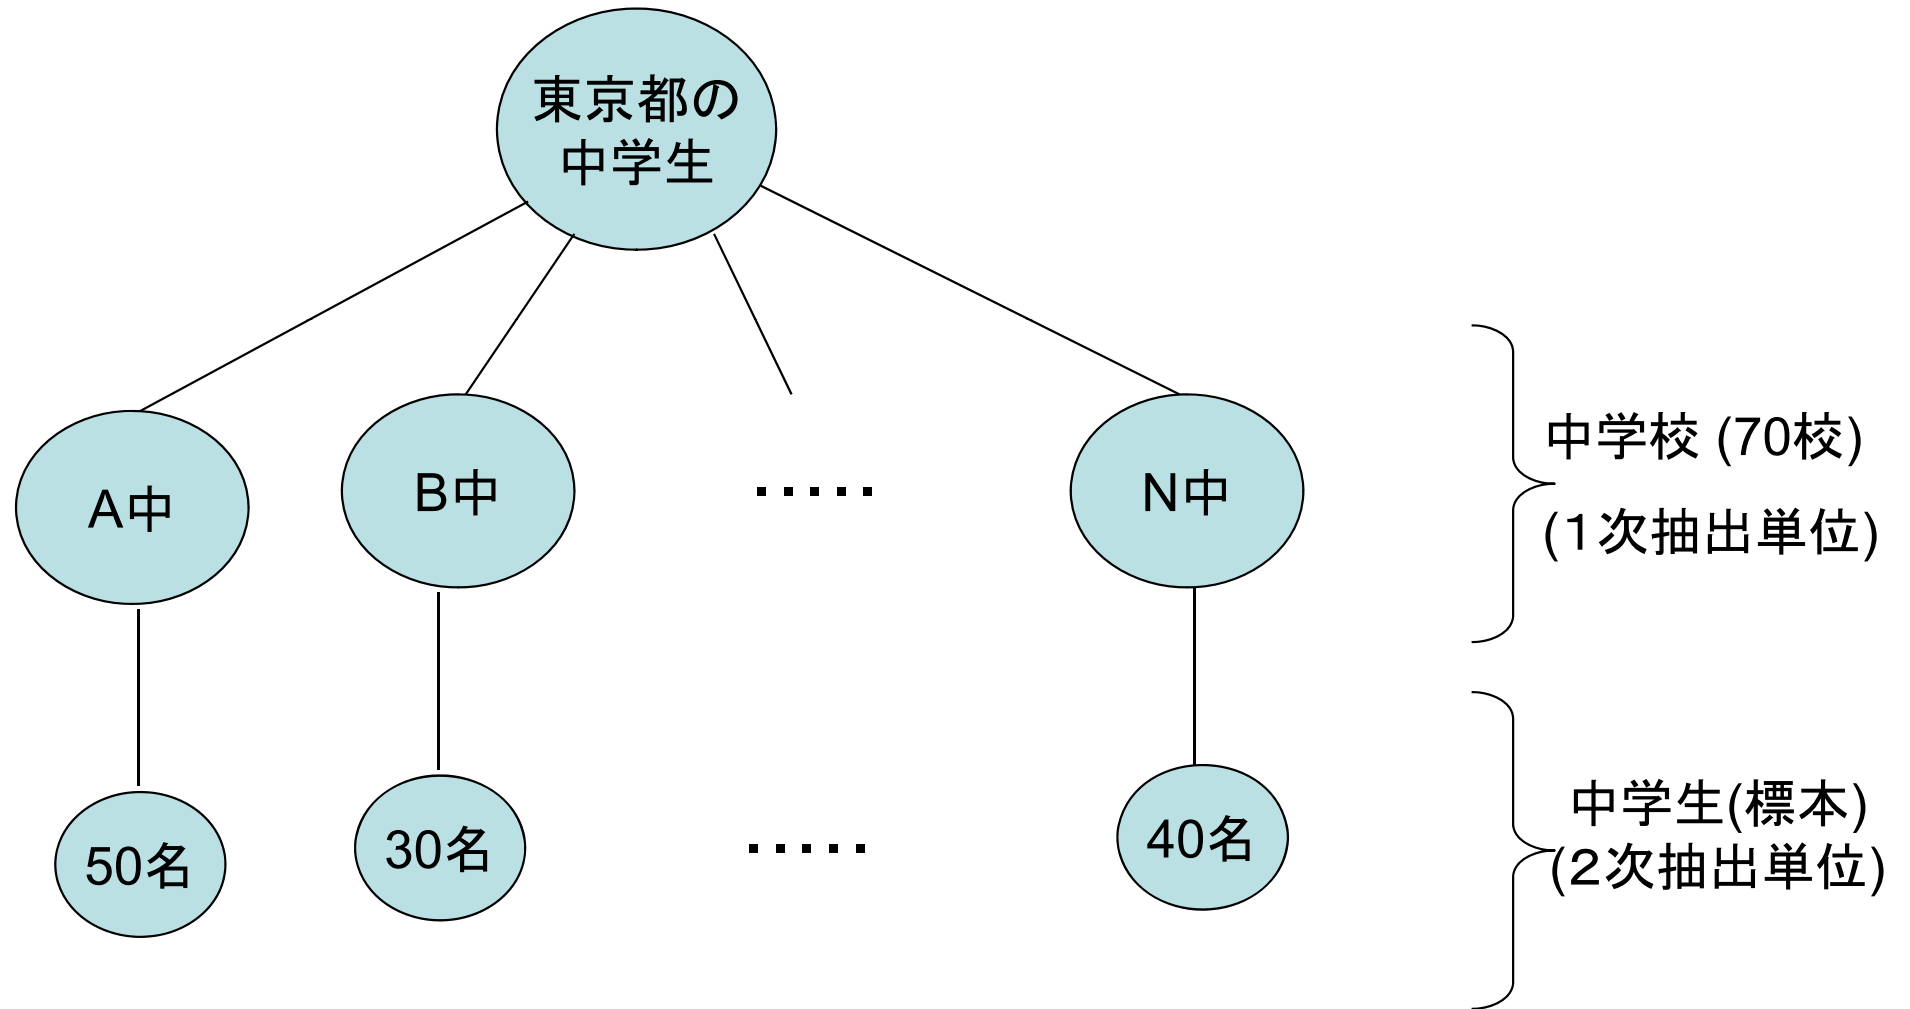 東京都の
中学生
A中
B中
・・・・・
N中
中学校 (70校)
(１次抽出単位)
50名
30名
・・・・・
40名
中学生(標本)
(２次抽出単位)